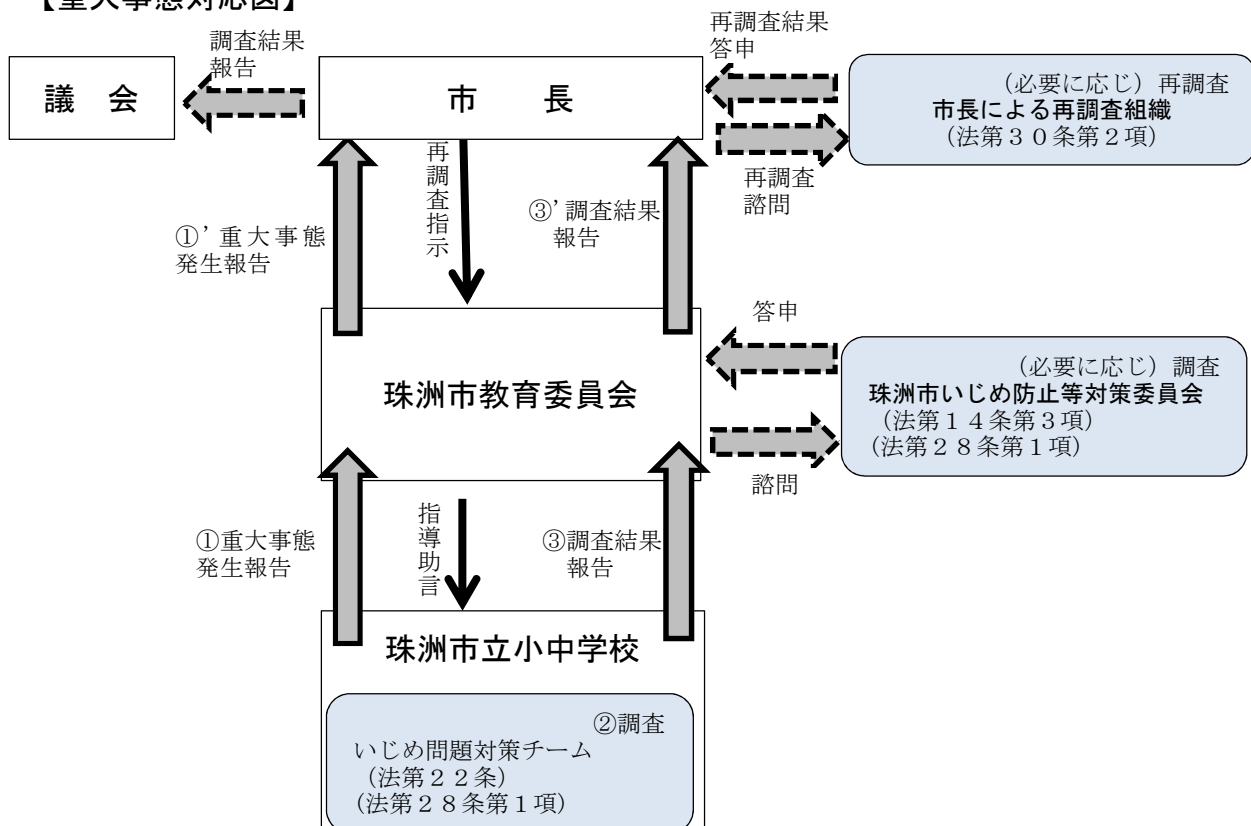 【重大事態対応図】
調査結果
報告
再調査結果
答申
議　会
市　長
（必要に応じ）再調査
市長による再調査組織
（法第３０条第２項）
再調査
諮問
再調査指示
①’重大事態
発生報告
③’調査結果
報告
答申
珠洲市教育委員会
（必要に応じ）調査
珠洲市いじめ防止等対策委員会
（法第１４条第３項）
（法第２８条第１項）
諮問
①重大事態
発生報告
指導助言
③調査結果
報告
珠洲市立小中学校
②調査
いじめ問題対策チーム
（法第２２条）
（法第２８条第１項）